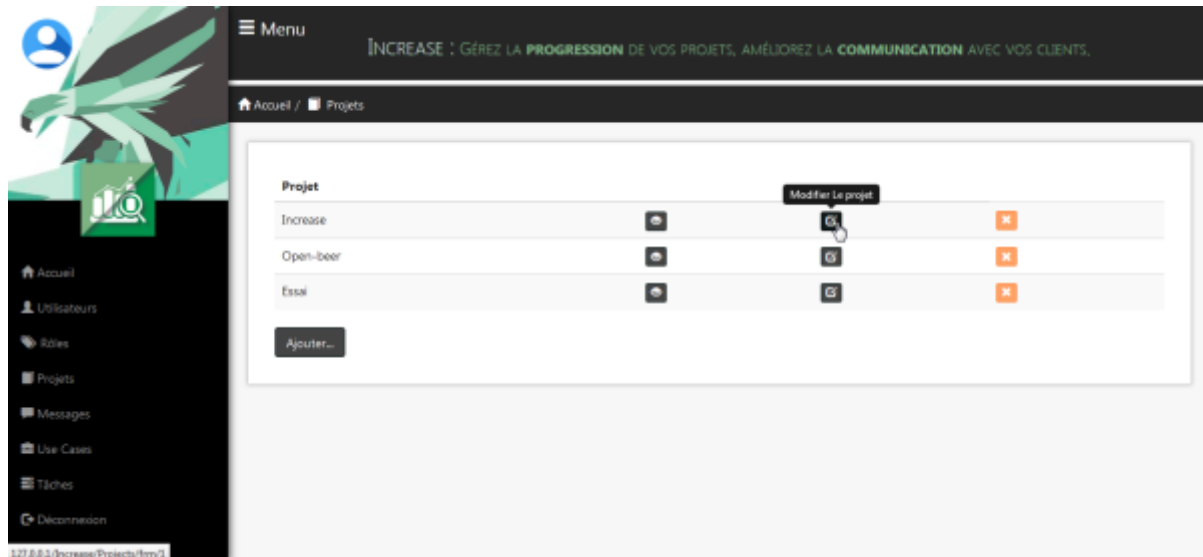 Menu
INCREASE : GÉREZ LA PROGRESSION DE VOS PROJETS, AMÉLIOREZ LA COMMUNICATION AVEC VOS CLIENTS.
Accueil / Projets
Projet
Modifier Le projet
Increase
Open-beer
Essai
Ajouter...
Accueil
Utilisateurs
Rôles
Projets
Messages
Use Cases
Tâches
Déconnexion
127.0.0.1/Increase/Projects/frm/1